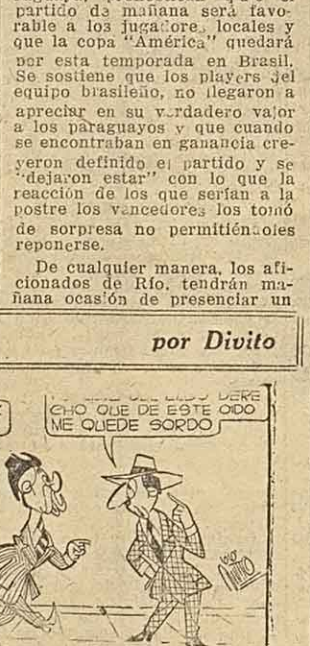 partido de mañana será favo-
rable a los jugadores locales y
que la copa "América" quedará
por esta temporada en Brasil.
Se sostiene que los players del
equipo brasileño, no llegaron a
apreciar en su verdadero valor
a los paraguayos y que cuando
se encontraban en ganancia cre-
yeron definido el partido y se
"dejaron estar" con lo que la
reacción de los que serían a la
postre los vencedores los tomó
de sorpresa no permitiéndoles
reponerse.
De cualquier manera, los afi-
cionados de Río, tendrán ma-
ñana ocasión de presenciar un
por Divito
DERE
CHO QUE DE ESTE OIDO
ME QUEDE SORDO
Divito